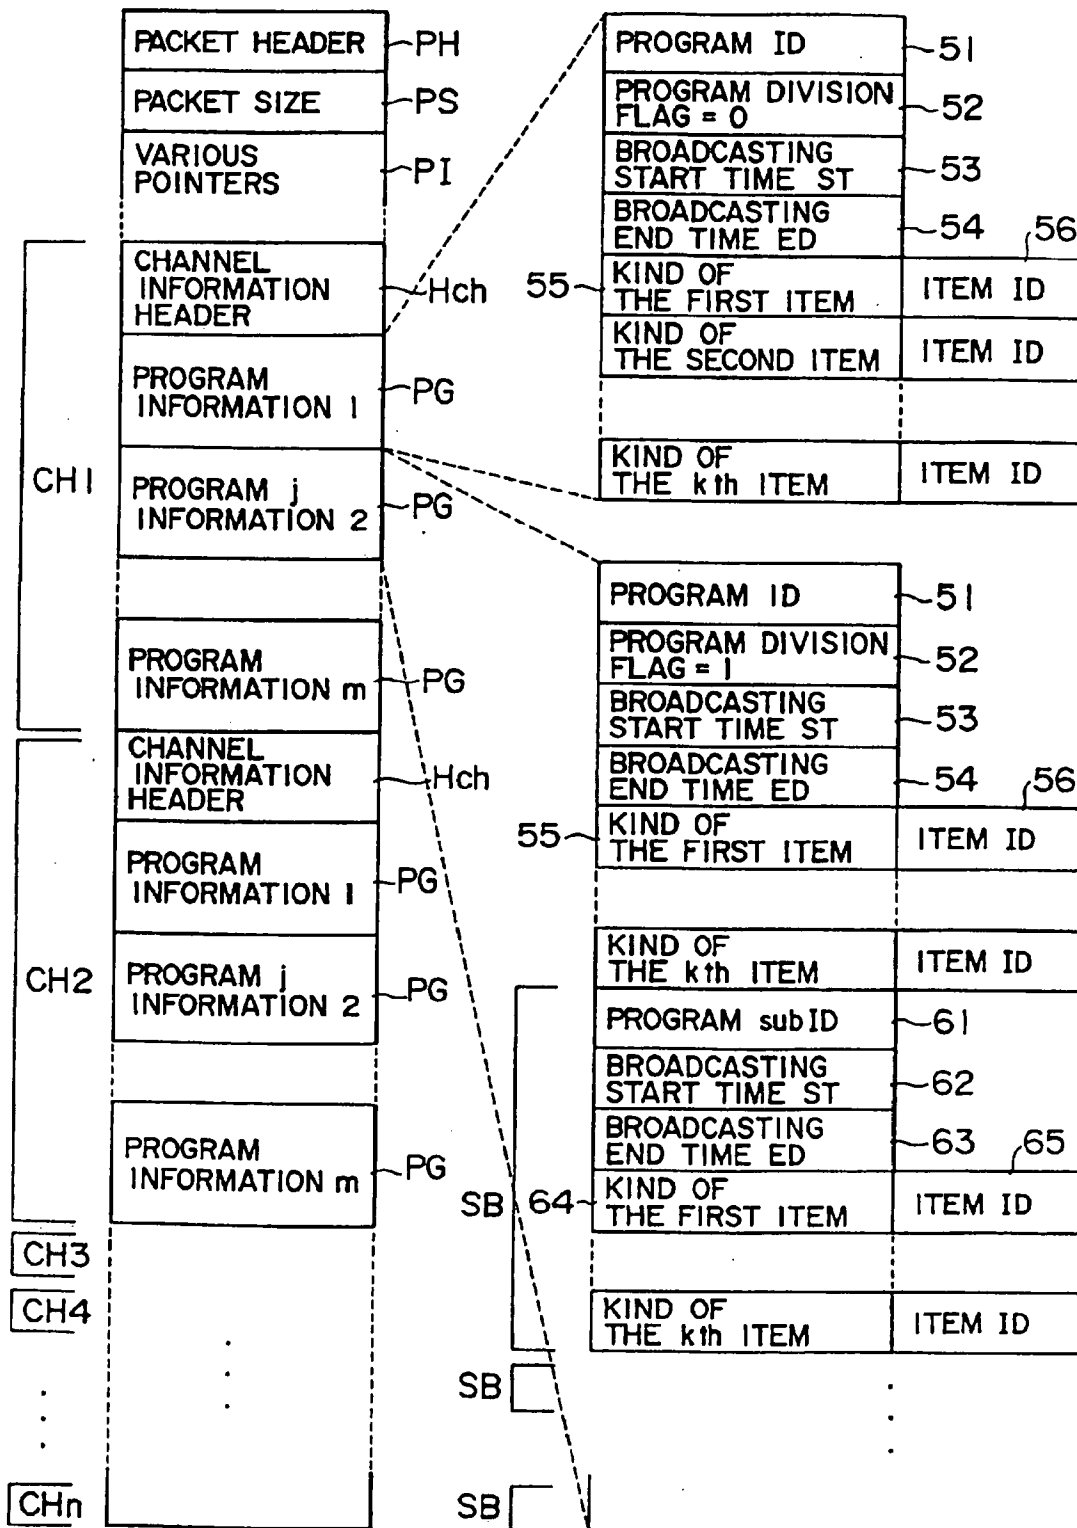 PACKET HEADER
PH
PACKET SIZE
PS
VARIOUS
POINTERS
PI
CH1
CHANNEL
INFORMATION
HEADER
Hch
PROGRAM
INFORMATION 1
PG
PROGRAM j
INFORMATION 2
PG
PROGRAM
INFORMATION m
PG
CH2
CHANNEL
INFORMATION
HEADER
Hch
PROGRAM
INFORMATION 1
PG
PROGRAM j
INFORMATION 2
PG
PROGRAM
INFORMATION m
PG
CH3
CH4
CHn
PROGRAM ID
51
PROGRAM DIVISION
FLAG = 0
52
BROADCASTING
START TIME ST
53
BROADCASTING
END TIME ED
54
56
55
KIND OF
THE FIRST ITEM
ITEM ID
KIND OF
THE SECOND ITEM
ITEM ID
KIND OF
THE kth ITEM
ITEM ID
PROGRAM ID
51
PROGRAM DIVISION
FLAG = 1
52
BROADCASTING
START TIME ST
53
BROADCASTING
END TIME ED
54
56
55
KIND OF
THE FIRST ITEM
ITEM ID
KIND OF
THE kth ITEM
ITEM ID
SB
PROGRAM subID
61
BROADCASTING
START TIME ST
62
BROADCASTING
END TIME ED
63
65
64
KIND OF
THE FIRST ITEM
ITEM ID
KIND OF
THE kth ITEM
ITEM ID
SB
SB